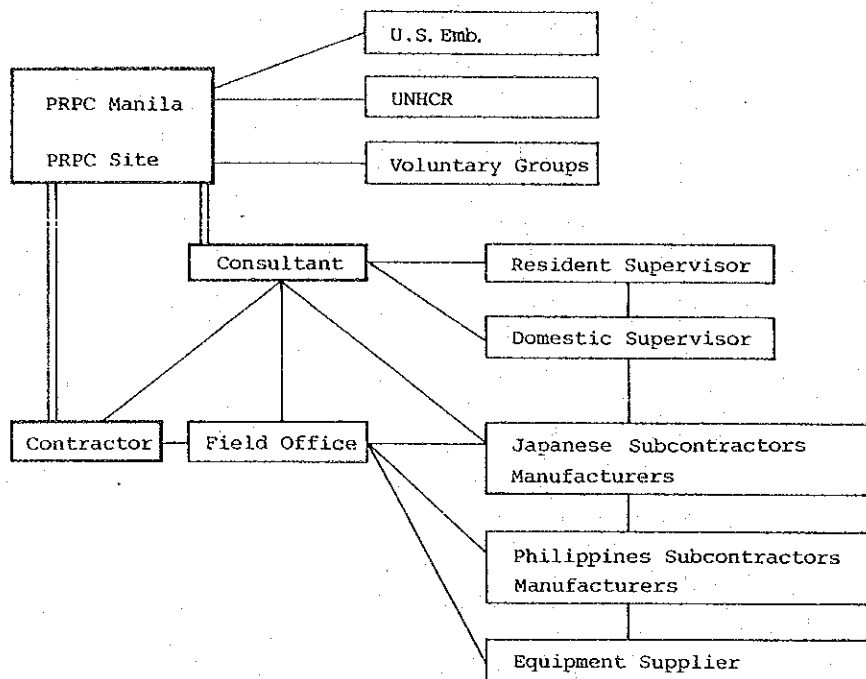 U.S. Emb.
PRPC Manila
UNHCR
PRPC Site
Voluntary Groups
Consultant
Resident Supervisor
Domestic Supervisor
Contractor
Field Office
Japanese Subcontractors
Manufacturers
Philippines Subcontractors
Manufacturers
Equipment Supplier